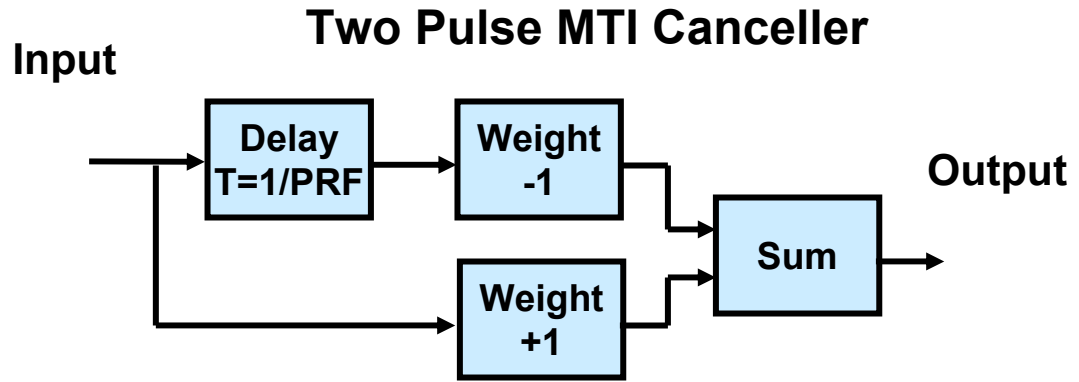 Two Pulse MTI Canceller
Input
Delay
T=1/PRF
Weight
-1
Output
Sum
Weight
+1